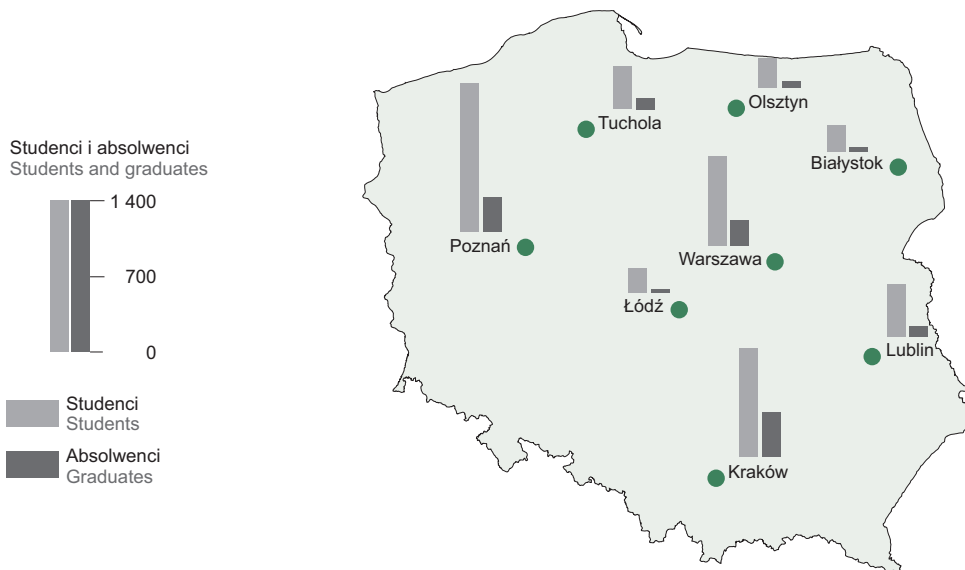 Studenci i absolwenci
Students and graduates
1 400
700
0
Studenci
Students
Absolwenci
Graduates
Olsztyn
Tuchola
Białystok
Poznań
Warszawa
Łódź
Lublin
Kraków